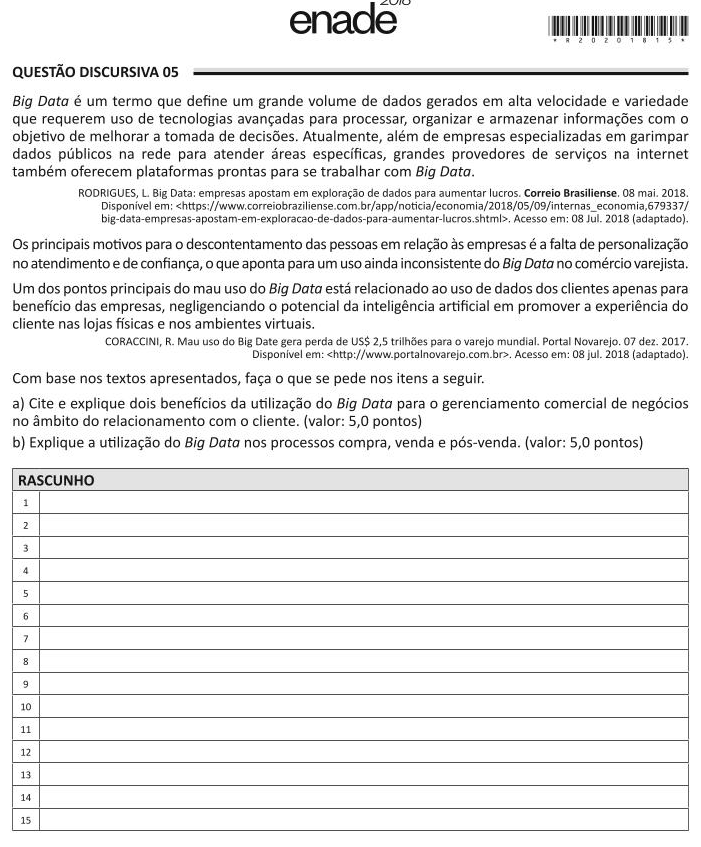 2018
enade
* R 2 0 2 0 1 8 1 5 *
QUESTÃO DISCURSIVA 05
Big Data é um termo que define um grande volume de dados gerados em alta velocidade e variedade
que requerem uso de tecnologias avançadas para processar, organizar e armazenar informações com o
objetivo de melhorar a tomada de decisões. Atualmente, além de empresas especializadas em garimpar
dados públicos na rede para atender áreas específicas, grandes provedores de serviços na internet
também oferecem plataformas prontas para se trabalhar com Big Data.
RODRIGUES, L. Big Data: empresas apostam em exploração de dados para aumentar lucros. Correio Brasiliense. 08 mai. 2018.
Disponível em: <https://www.correiobraziliense.com.br/app/noticia/economia/2018/05/09/internas_economia,679337/
big-data-empresas-apostam-em-exploracao-de-dados-para-aumentar-lucros.shtml>. Acesso em: 08 Jul. 2018 (adaptado).
Os principais motivos para o descontentamento das pessoas em relação às empresas é a falta de personalização
no atendimento e de confiança, o que aponta para um uso ainda inconsistente do Big Data no comércio varejista.
Um dos pontos principais do mau uso do Big Data está relacionado ao uso de dados dos clientes apenas para
benefício das empresas, negligenciando o potencial da inteligência artificial em promover a experiência do
cliente nas lojas físicas e nos ambientes virtuais.
CORACCINI, R. Mau uso do Big Date gera perda de US$ 2,5 trilhões para o varejo mundial. Portal Novarejo. 07 dez. 2017.
Disponível em: <http://www.portalnovarejo.com.br>. Acesso em: 08 jul. 2018 (adaptado).
Com base nos textos apresentados, faça o que se pede nos itens a seguir.
a) Cite e explique dois benefícios da utilização do Big Data para o gerenciamento comercial de negócios
no âmbito do relacionamento com o cliente. (valor: 5,0 pontos)
b) Explique a utilização do Big Data nos processos compra, venda e pós-venda. (valor: 5,0 pontos)
RASCUNHO
1
2
3
4
5
6
7
8
9
10
11
12
13
14
15